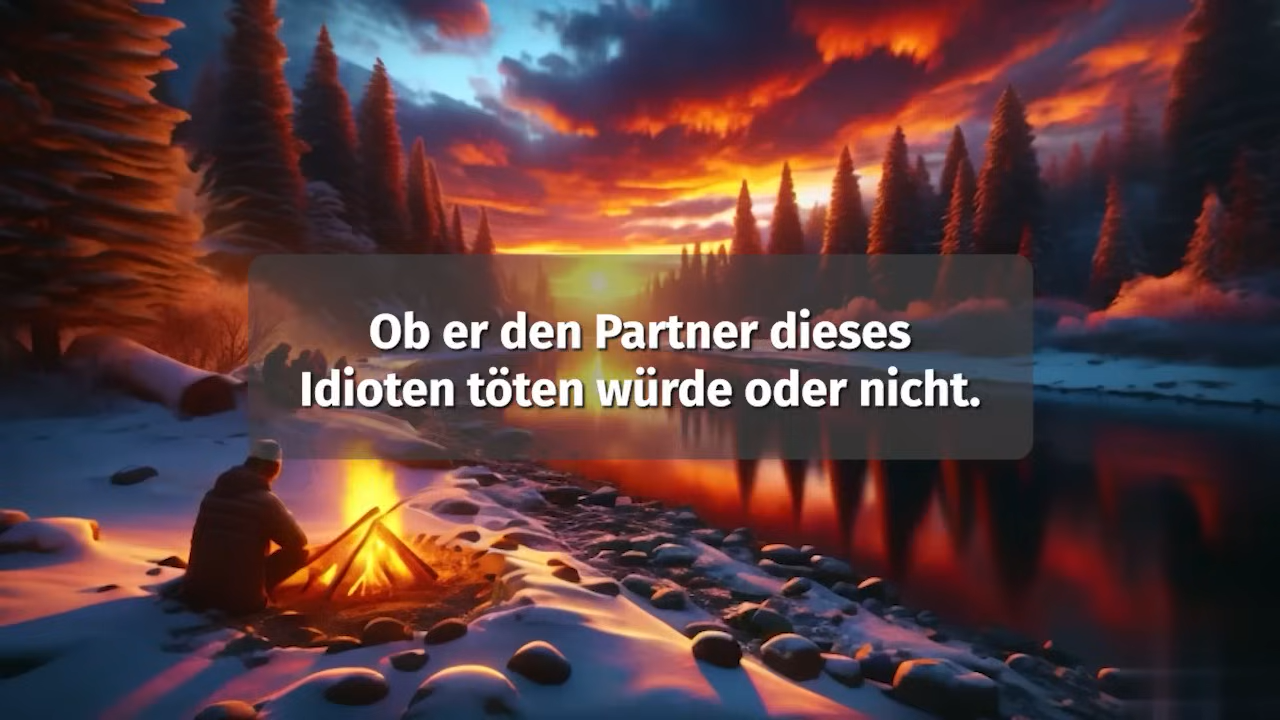 Ob er den Partner dieses
Idioten töten würde oder nicht.